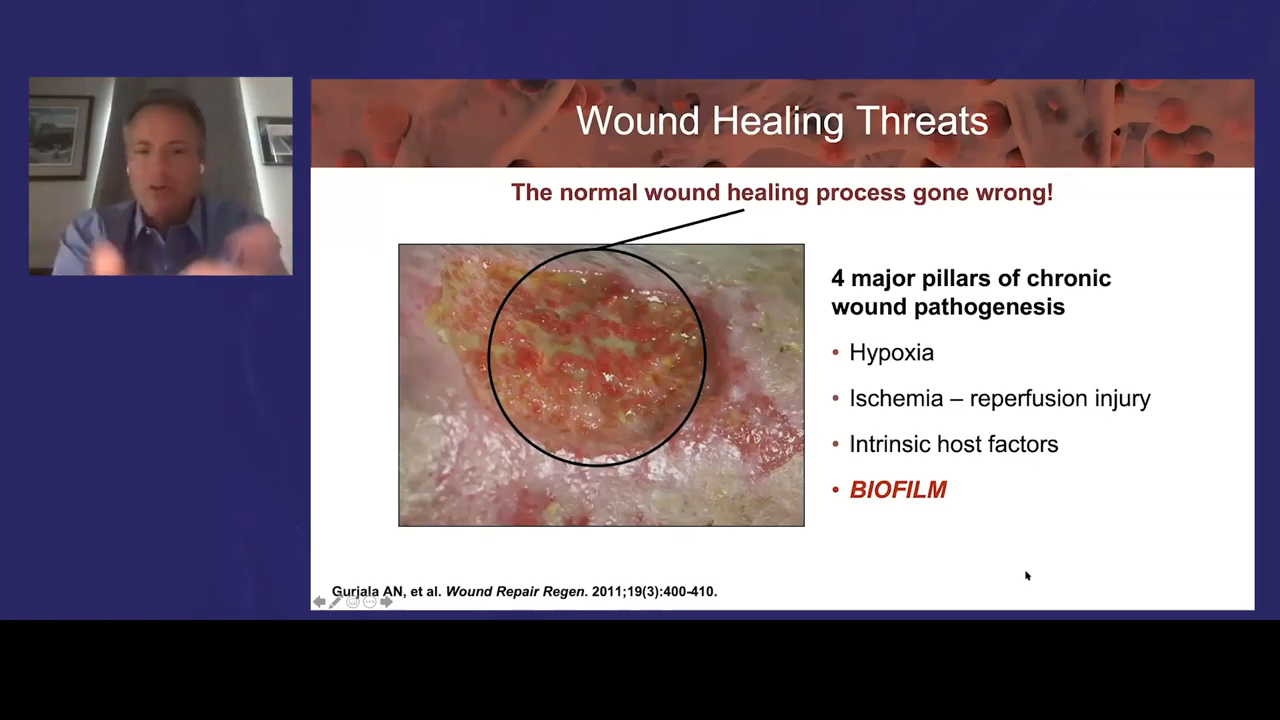 Wound Healing Threats
The normal wound healing process gone wrong!
4 major pillars of chronic
wound pathogenesis
• Hypoxia
• Ischemia – reperfusion injury
• Intrinsic host factors
• BIOFILM
Gurjala AN, et al. Wound Repair Regen. 2011;19(3):400-410.